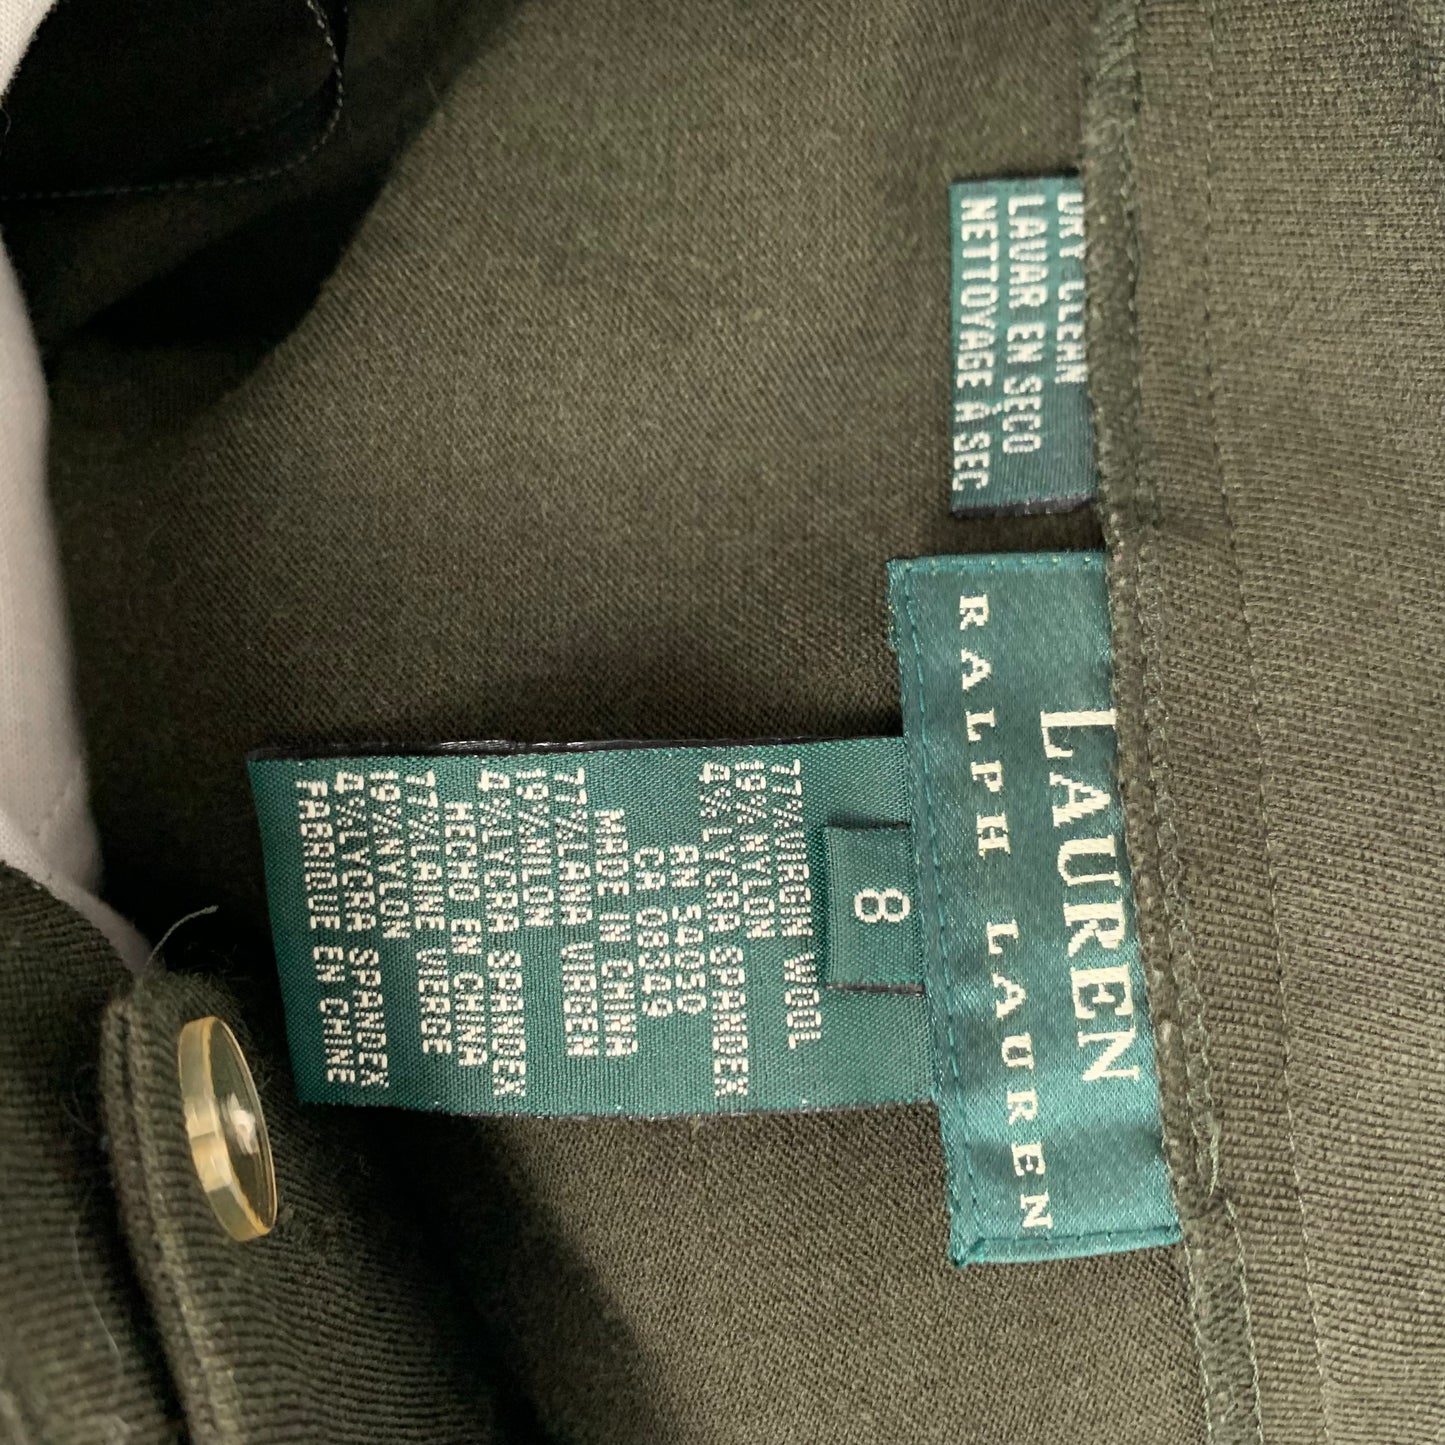 DRY CLEAN
LAVAR EN SECO
NETTOYAGE À SEC
LAUREN
RALPH LAUREN
8
77% VIRGIN WOOL
19% NYLON
4% LYCRA SPANDEX
RN 54050
CA 08349
MADE IN CHINA
77% LANA VIRGEN
19% NILON
4% LYCRA SPANDEX
HECHO EN CHINA
77% LAINE VIERGE
19% NYLON
4% LYCRA SPANDEX
FABRIQUE EN CHINE